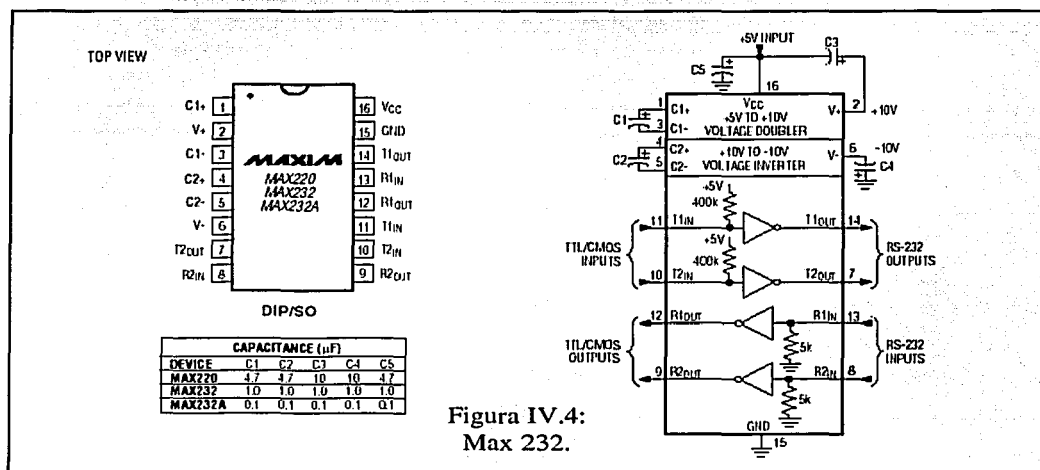 TOP VIEW
C1+ 1
V+ 2
C1- 3
C2+ 4
C2- 5
V- 6
T2OUT 7
R2IN 8
16 VCC
15 GND
14 T1OUT
13 R1IN
12 R1OUT
11 T1IN
10 T2IN
9 R2OUT
MAXIM
MAX220
MAX232
MAX232A
DIP/SO
CAPACITANCE (μF)
DEVICE C1 C2 C3 C4 C5
MAX220 4.7 4.7 10 10 4.7
MAX232 1.0 1.0 1.0 1.0 1.0
MAX232A 0.1 0.1 0.1 0.1 0.1
Figura IV.4:
Max 232.
+5V INPUT
C3
C5
16
1 C1+
C1
3 C1-
VCC
+5V TO +10V
VOLTAGE DOUBLER
V+ 2 +10V
4 C2+
C2
5 C2-
+10V TO -10V
VOLTAGE INVERTER
V- 6 -10V
C4
+5V
400k
11 T1IN
T1OUT 14
+5V
400k
TTL/CMOS
INPUTS
RS-232
OUTPUTS
10 T2IN
T2OUT 7
12 R1OUT
R1IN 13
5k
TTL/CMOS
OUTPUTS
RS-232
INPUTS
9 R2OUT
R2IN 8
5k
GND
15